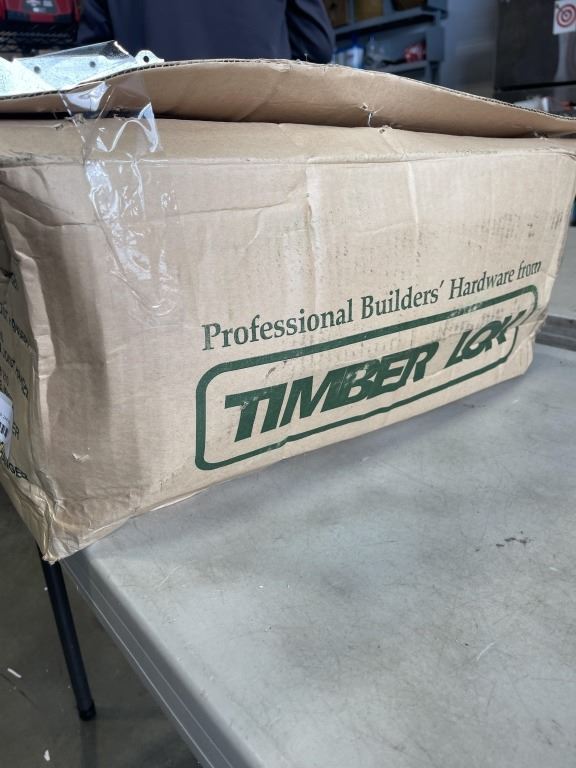 Professional Builders' Hardware from
TIMBER LOK